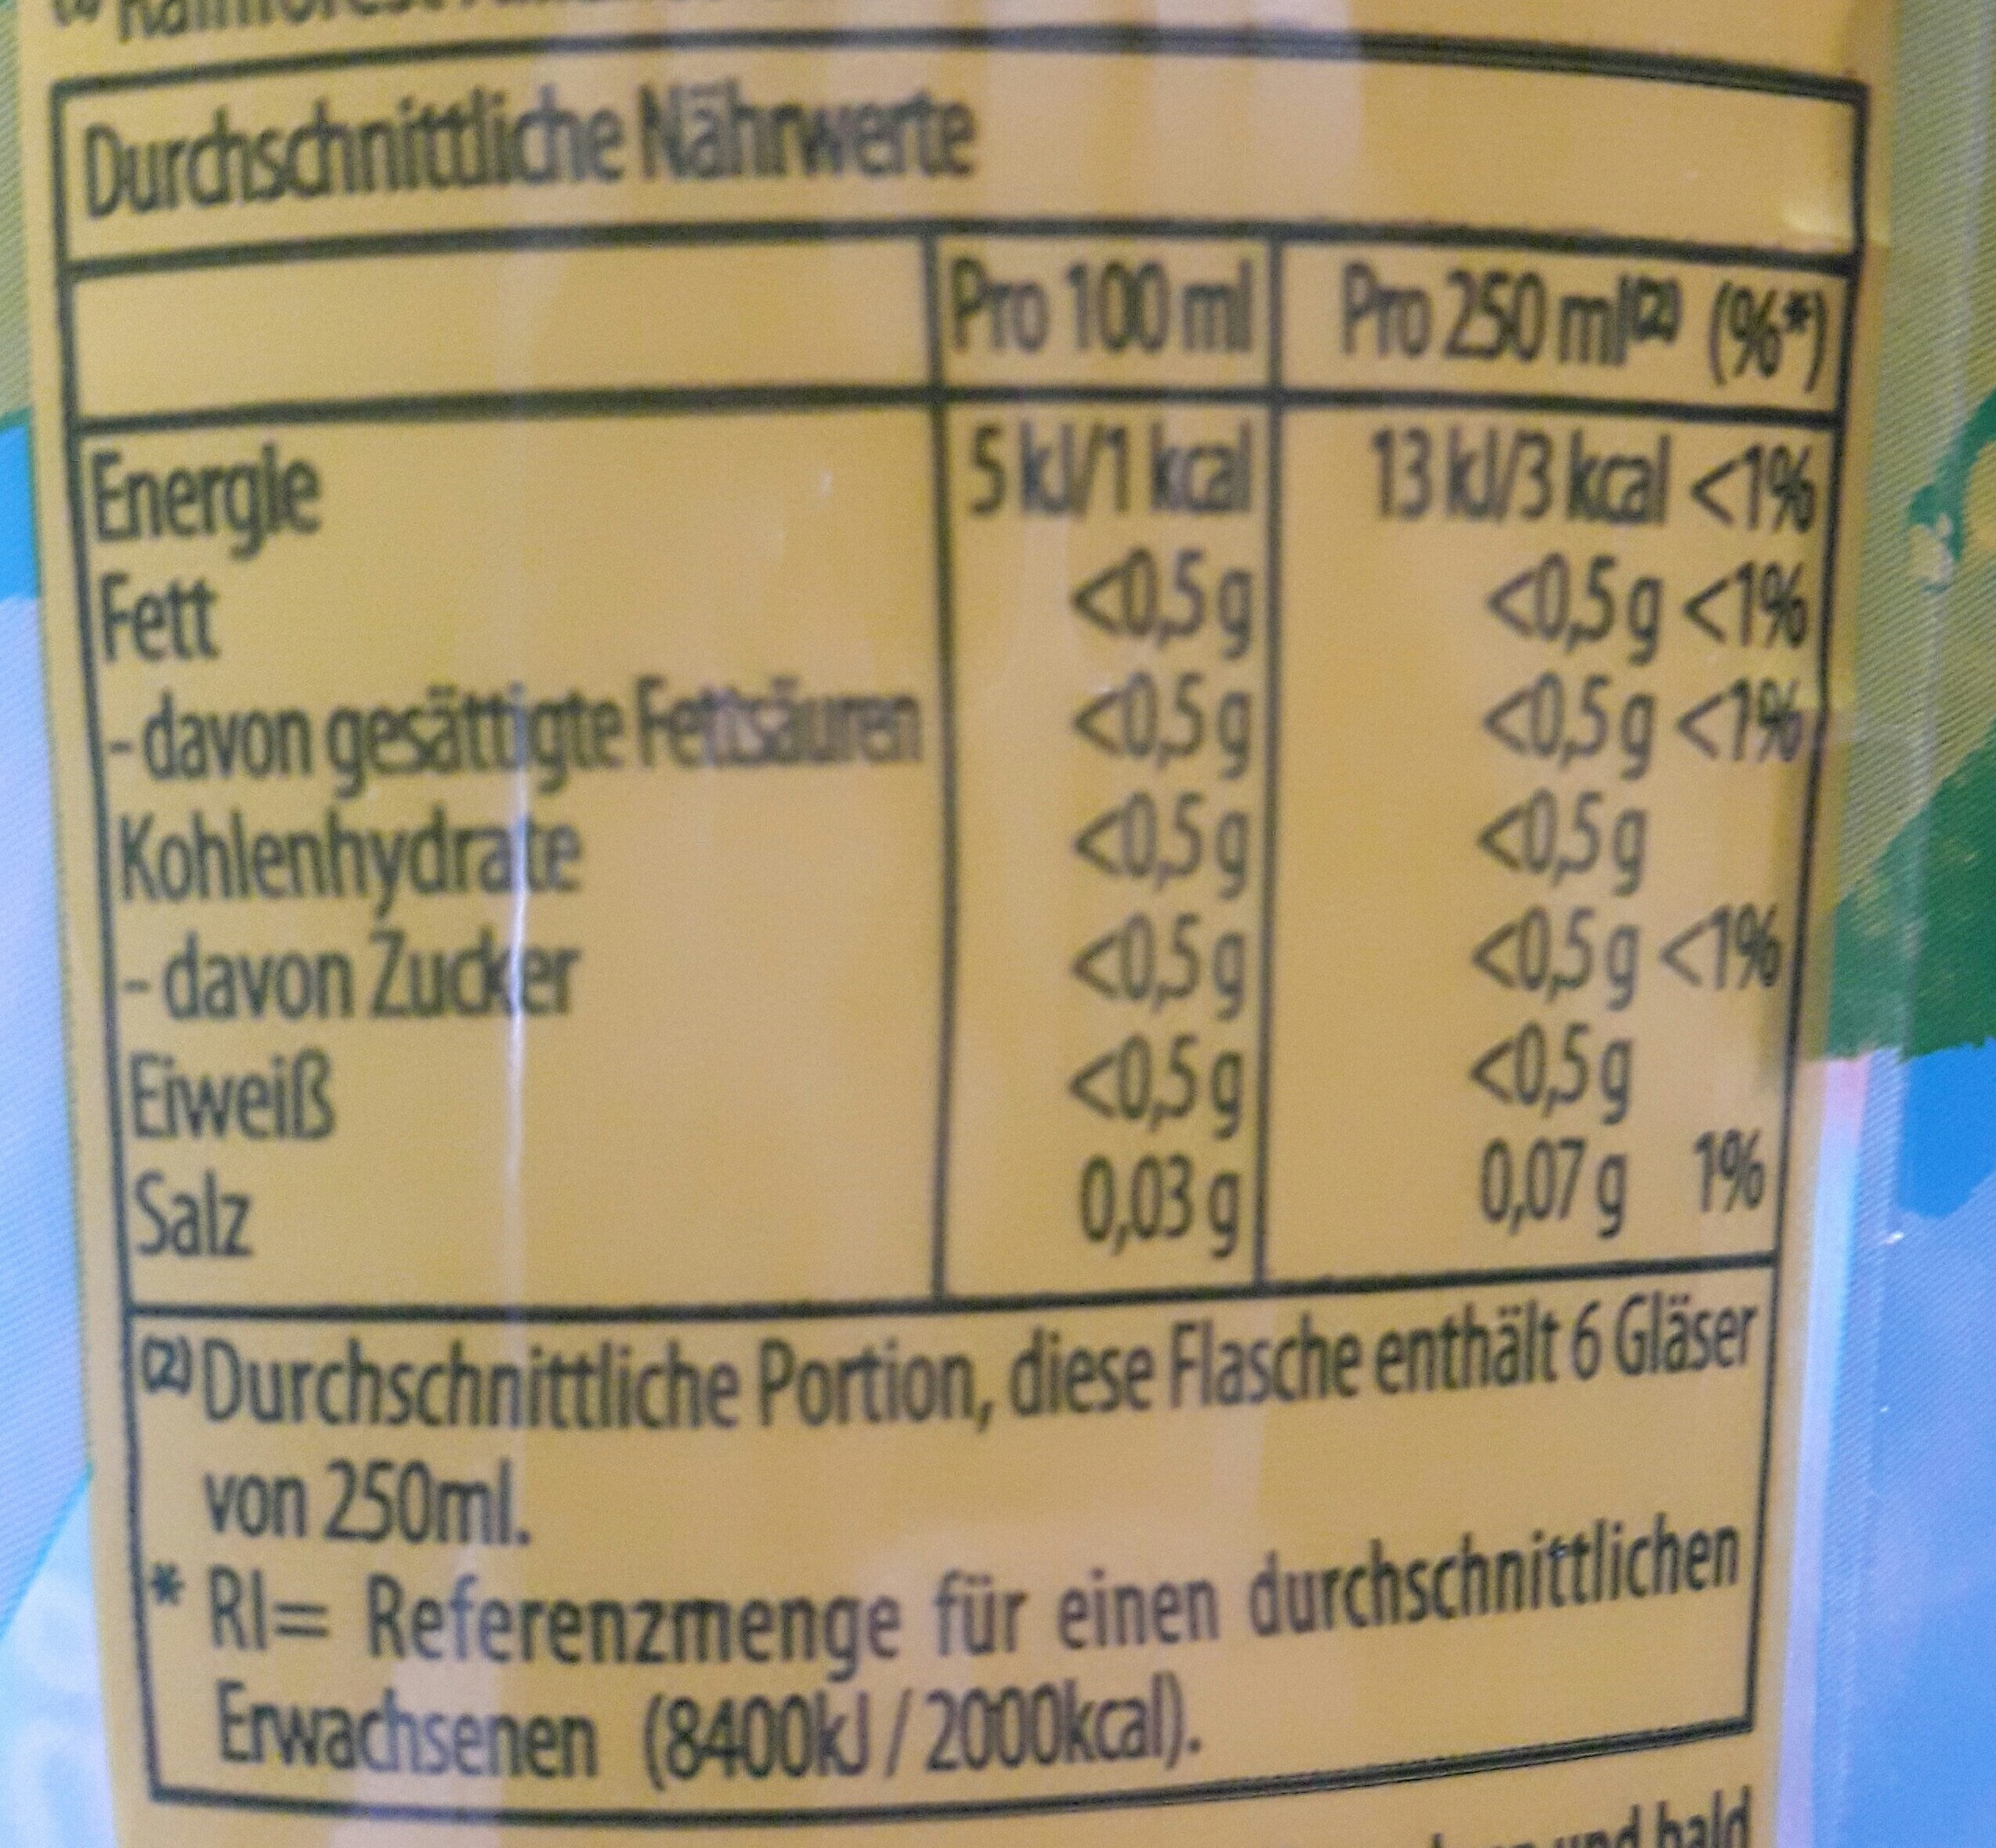 Durchschnittliche Nährwerte
Pro 100 ml Pro 250 ml(2) (%*)
Energie 5 kJ/1 kcal 13 kJ/3 kcal <1%
Fett <0,5 g <0,5 g <1%
- davon gesättigte Fettsäuren <0,5 g <0,5 g <1%
Kohlenhydrate <0,5 g <0,5 g
- davon Zucker <0,5 g <0,5 g <1%
Eiweiß <0,5 g <0,5 g
Salz 0,03 g 0,07 g 1%
(2) Durchschnittliche Portion, diese Flasche enthält 6 Gläser
von 250ml.
* RI= Referenzmenge für einen durchschnittlichen
Erwachsenen (8400kJ / 2000kcal).
und bald